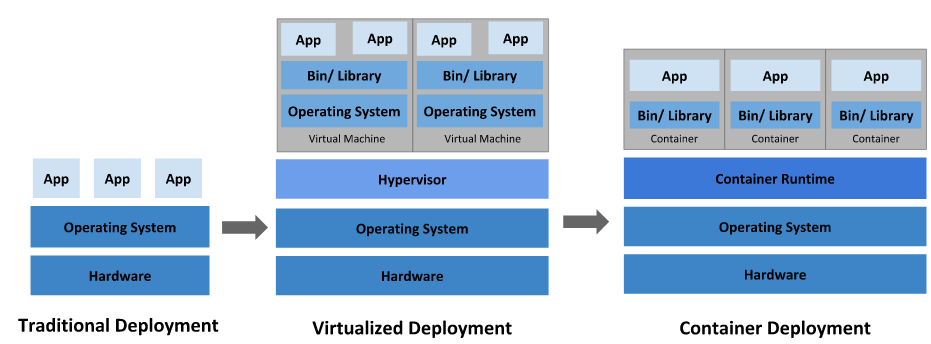 App
App
App
Operating System
Hardware
Traditional Deployment
App
App
Bin/ Library
Operating System
Virtual Machine
App
App
Bin/ Library
Operating System
Virtual Machine
Hypervisor
Operating System
Hardware
Virtualized Deployment
App
Bin/ Library
Container
App
Bin/ Library
Container
App
Bin/ Library
Container
Container Runtime
Operating System
Hardware
Container Deployment